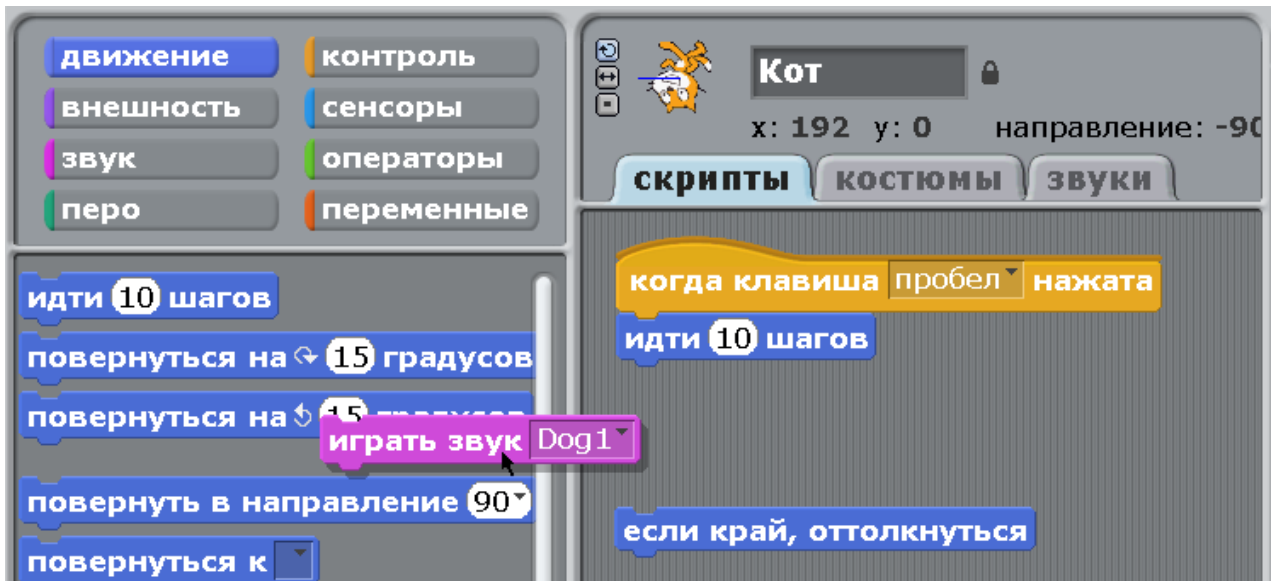 движение контроль
внешность сенсоры
звук операторы
перо переменные
идти 10 шагов
повернуться на 15 градусов
повернуться на 15 градусов
играть звук Dog1
повернуть в направление 90
повернуться к
Кот
x: 192 y: 0 направление: -90
скрипты костюмы звуки
когда клавиша пробел нажата
идти 10 шагов
если край, оттолкнуться